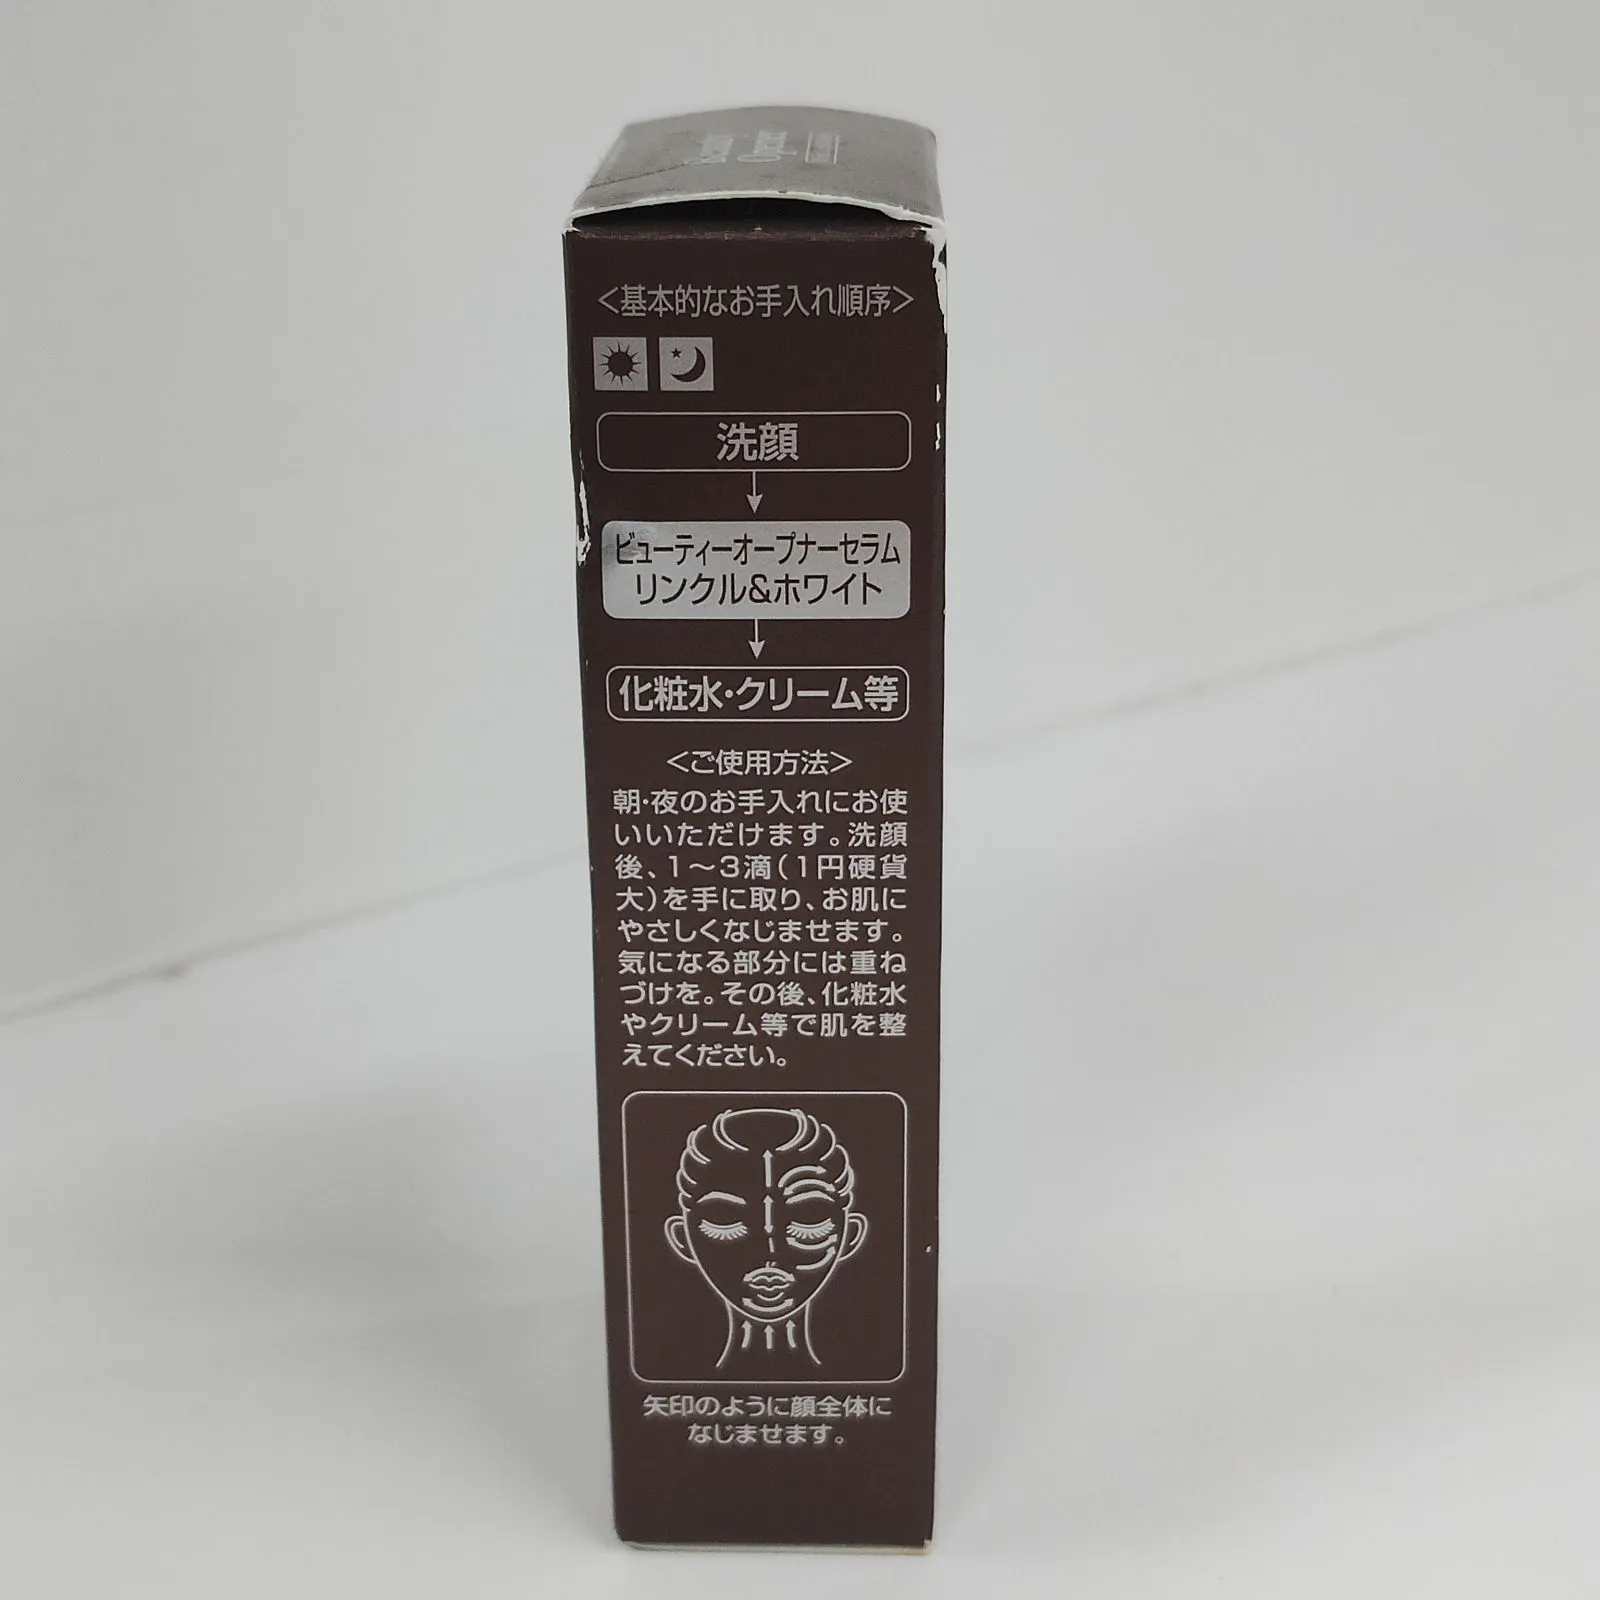 Beauty
Opener
<基本的なお手入れ順序>
洗顔
ビューティーオープナーセラム
リンクル&ホワイト
化粧水・クリーム等
<ご使用方法>
朝・夜のお手入れにお使
いいただけます。洗顔
後、1〜3滴(1円硬貨
大)を手に取り、お肌に
やさしくなじませます。
気になる部分には重ね
づけを。その後、化粧水
やクリーム等で肌を整
えてください。
矢印のように顔全体に
なじませます。